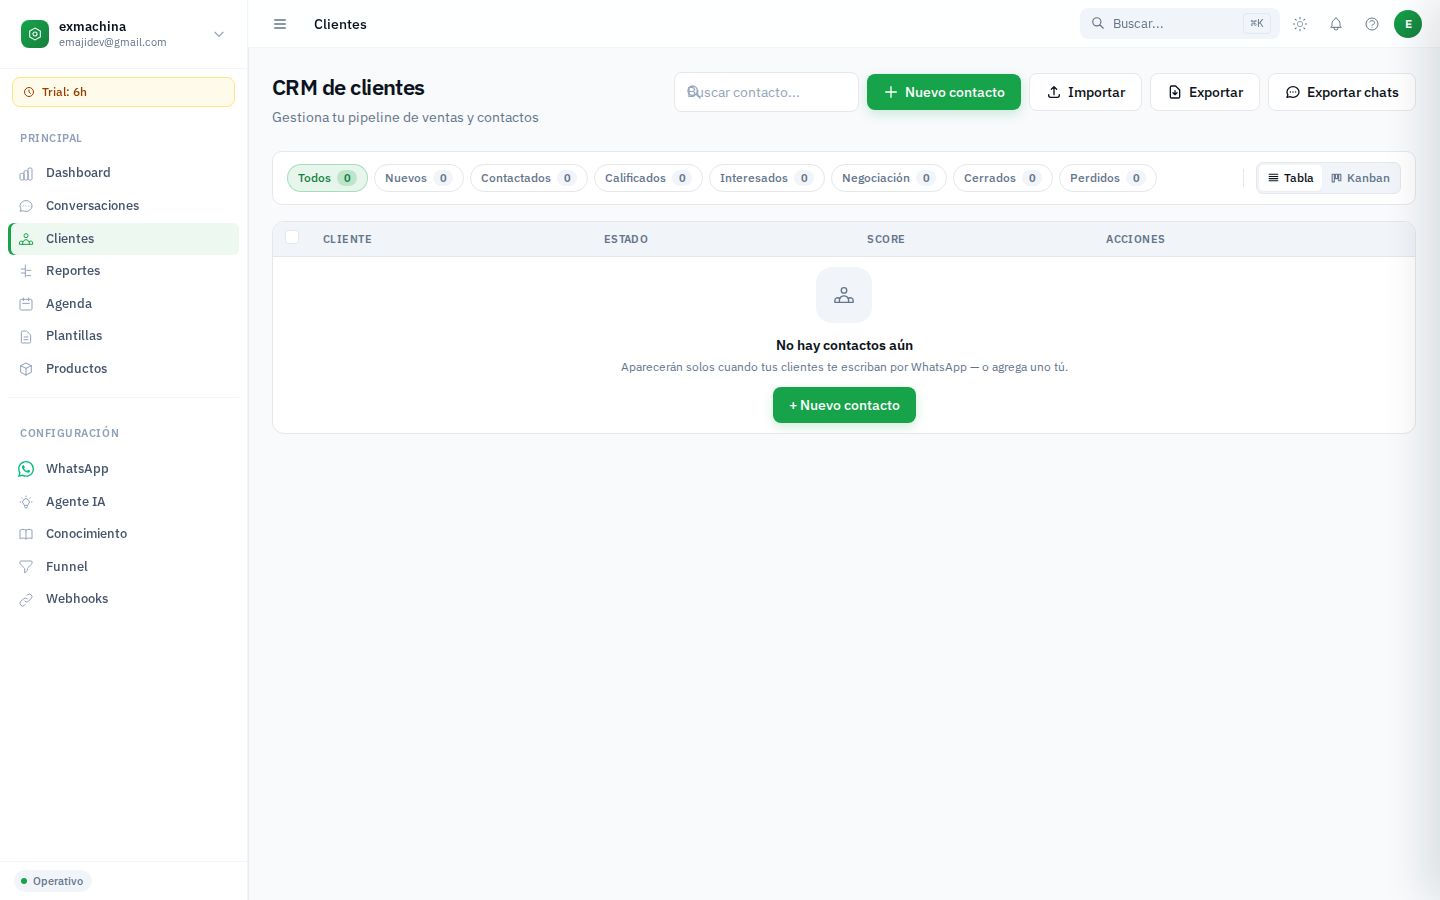 exmachina
emajidev@gmail.com
Trial: 6h
PRINCIPAL
Dashboard
Conversaciones
Clientes
Reportes
Agenda
Plantillas
Productos
CONFIGURACIÓN
WhatsApp
Agente IA
Conocimiento
Funnel
Webhooks
Operativo
Clientes
Buscar... ⌘K
E
CRM de clientes
Gestiona tu pipeline de ventas y contactos
Buscar contacto...
Nuevo contacto
Importar
Exportar
Exportar chats
Todos 0
Nuevos 0
Contactados 0
Calificados 0
Interesados 0
Negociación 0
Cerrados 0
Perdidos 0
Tabla
Kanban
CLIENTE ESTADO SCORE ACCIONES
No hay contactos aún
Aparecerán solos cuando tus clientes te escriban por WhatsApp — o agrega uno tú.
+ Nuevo contacto